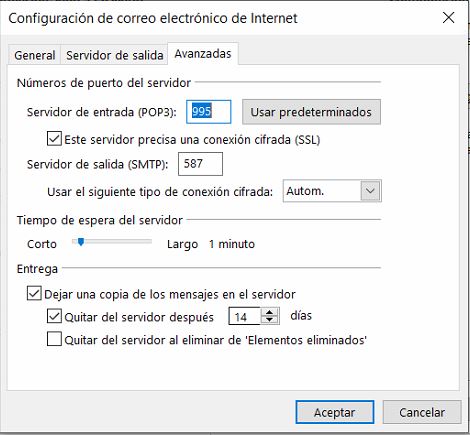 Configuración de correo electrónico de Internet
General Servidor de salida Avanzadas
Números de puerto del servidor
Servidor de entrada (POP3): 995 Usar predeterminados
Este servidor precisa una conexión cifrada (SSL)
Servidor de salida (SMTP): 587
Usar el siguiente tipo de conexión cifrada: Autom.
Tiempo de espera del servidor
Corto Largo 1 minuto
Entrega
Dejar una copia de los mensajes en el servidor
Quitar del servidor después 14 días
Quitar del servidor al eliminar de 'Elementos eliminados'
Aceptar Cancelar